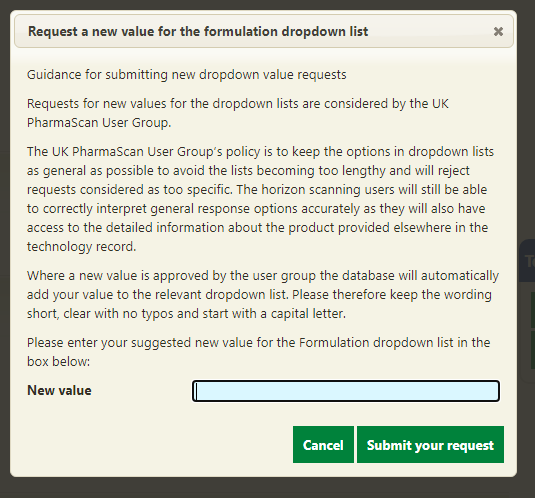 Request a new value for the formulation dropdown list
Guidance for submitting new dropdown value requests
Requests for new values for the dropdown lists are considered by the UK
PharmaScan User Group.
The UK PharmaScan User Group's policy is to keep the options in dropdown lists
as general as possible to avoid the lists becoming too lengthy and will reject
requests considered as too specific. The horizon scanning users will still be able
to correctly interpret general response options accurately as they will also have
access to the detailed information about the product provided elsewhere in the
technology record.
Where a new value is approved by the user group the database will automatically
add your value to the relevant dropdown list. Please therefore keep the wording
short, clear with no typos and start with a capital letter.
Please enter your suggested new value for the Formulation dropdown list in the
box below:
New value
Cancel
Submit your request